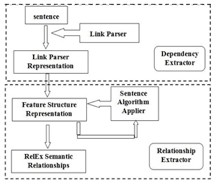 sentence
Link Parser
Link Parser
Representation
Dependency
Extractor
Feature Structure
Representation
Sentence
Algorithm
Applier
RelEx Semantic
Relationships
Relationship
Extractor